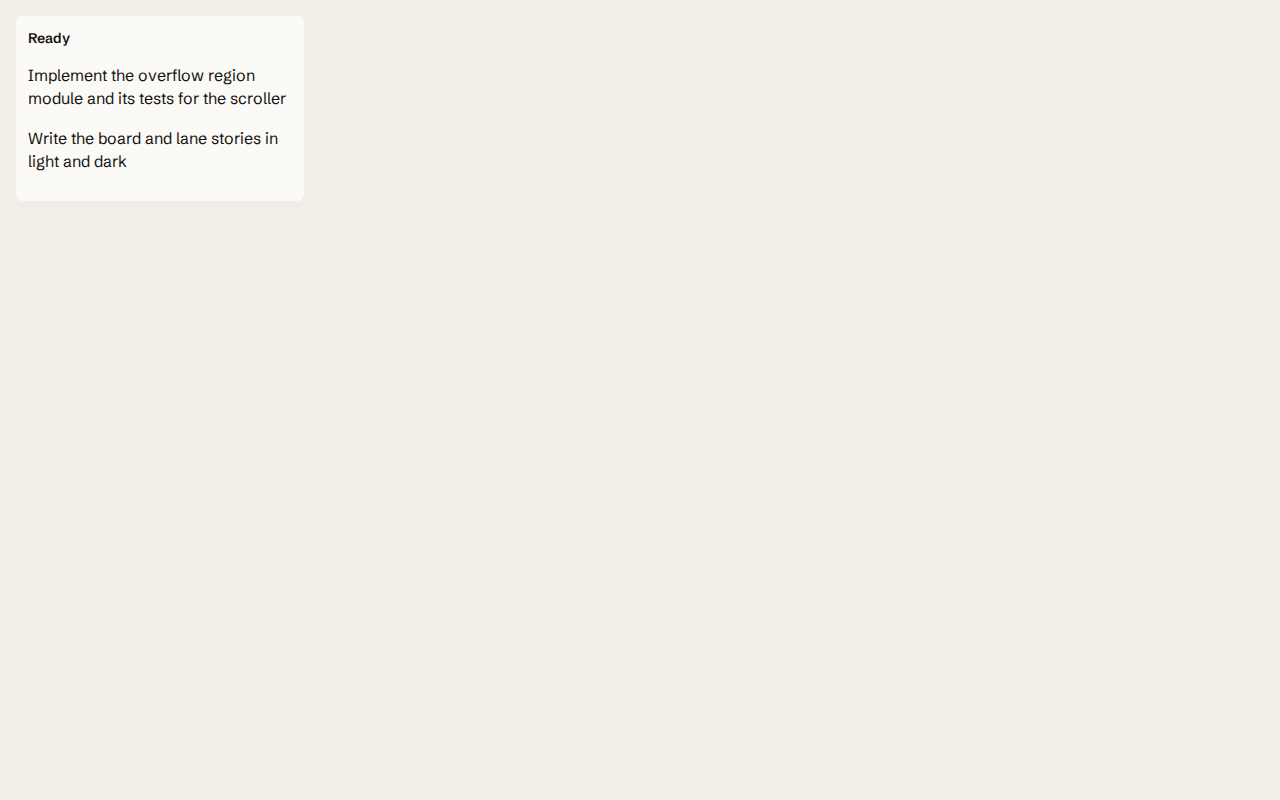 Ready
Implement the overflow region
module and its tests for the scroller
Write the board and lane stories in
light and dark